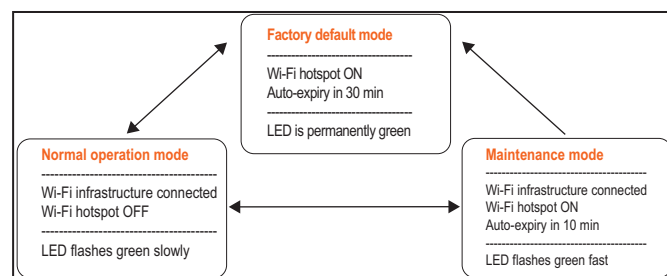 Factory default mode
Wi-Fi hotspot ON
Auto-expiry in 30 min
LED is permanently green
Normal operation mode
Wi-Fi infrastructure connected
Wi-Fi hotspot OFF
LED flashes green slowly
Maintenance mode
Wi-Fi infrastructure connected
Wi-Fi hotspot ON
Auto-expiry in 10 min
LED flashes green fast